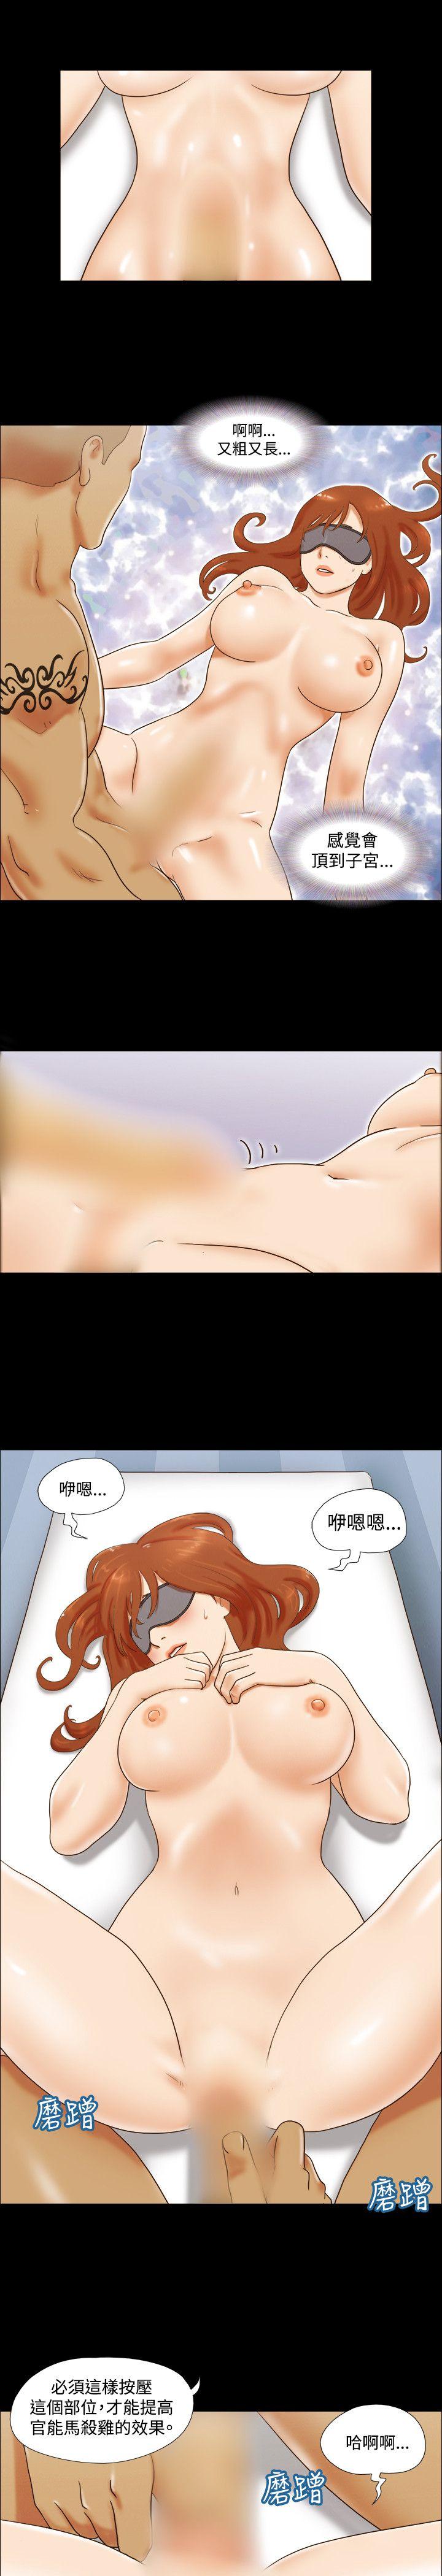 啊啊...
又粗又長...
感覺會
頂到子宮...
咿嗯...
咿嗯嗯...
磨蹭
磨蹭
必須這樣按壓
這個部位，才能提高
官能馬殺雞的效果。
哈啊啊...
磨蹭